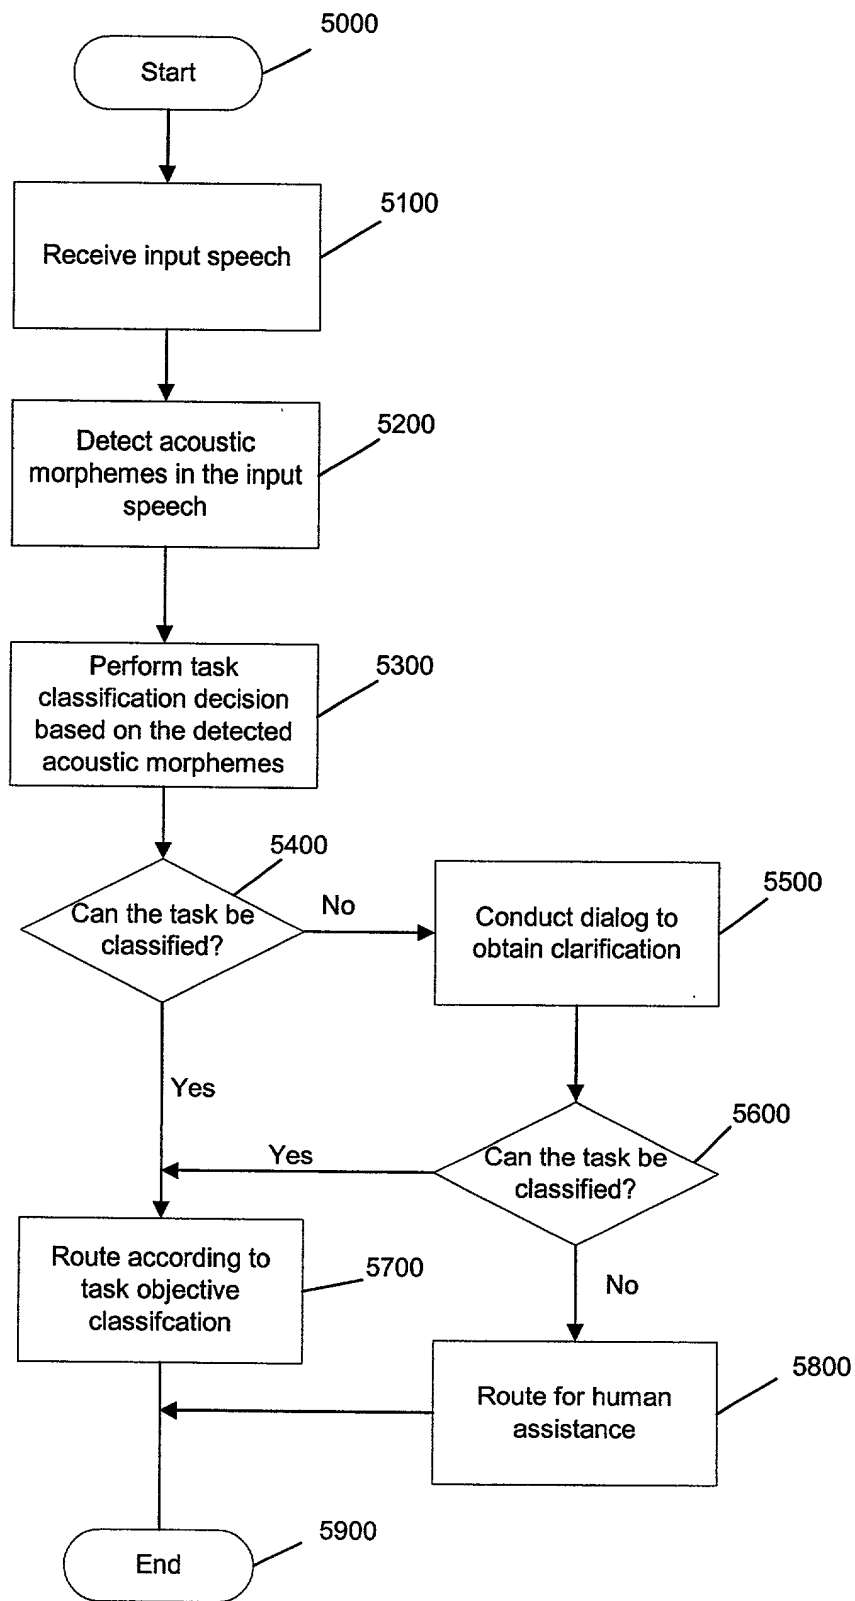 5000
Start
5100
Receive input speech
5200
Detect acoustic
morphemes in the input
speech
5300
Perform task
classification decision
based on the detected
acoustic morphemes
5400
Can the task be
classified?
No
5500
Conduct dialog to
obtain clarification
Yes
5600
Can the task be
classified?
Yes
5700
Route according to
task objective
classifcation
No
5800
Route for human
assistance
5900
End